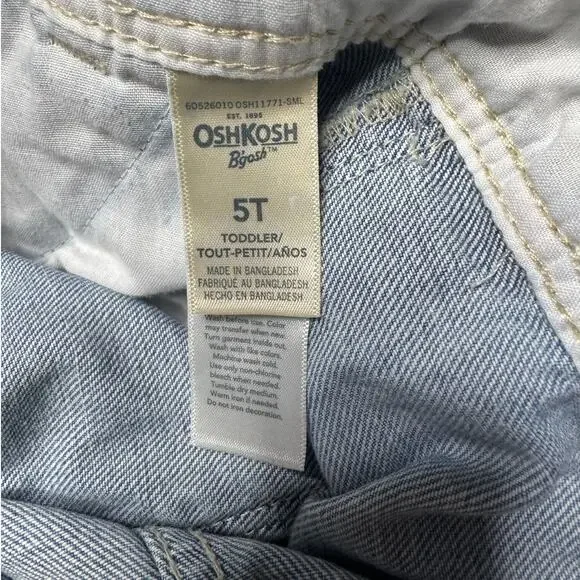 60526010 OSH11771-SML
EST. 1895
OSHKOSH
B'gosh™
5T
TODDLER/
TOUT-PETIT/AÑOS
MADE IN BANGLADESH
FABRIQUÉ AU BANGLADESH
HECHO EN BANGLADESH
Wash before use. Color
may transfer when new.
Turn garment inside out.
Wash with like colors.
Machine wash cold.
Use only non-chlorine
bleach when needed.
Tumble dry medium.
Warm iron if needed.
Do not iron decoration.